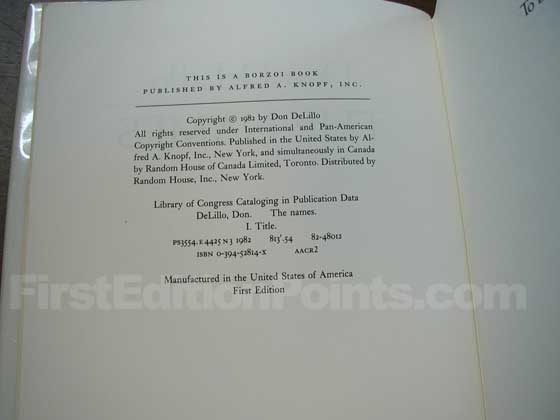 To
THIS IS A BORZOI BOOK
PUBLISHED BY ALFRED A. KNOPF, INC.
Copyright © 1982 by Don DeLillo
All rights reserved under International and Pan-American
Copyright Conventions. Published in the United States by Al-
fred A. Knopf, Inc., New York, and simultaneously in Canada
by Random House of Canada Limited, Toronto. Distributed by
Random House, Inc., New York.
Library of Congress Cataloging in Publication Data
DeLillo, Don. The names.
I. Title.
PS3554.E4425N3 1982 813'.54 82-48012
ISBN 0-394-52814-X AACR2
Manufactured in the United States of America
First Edition
FirstEditionPoints.com